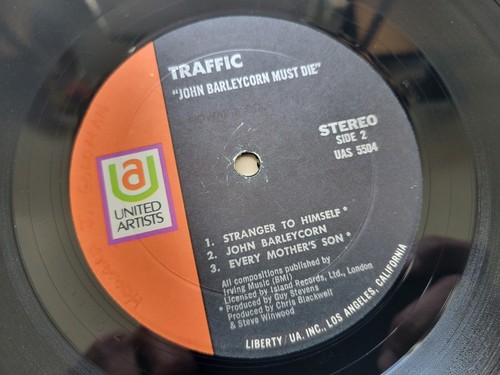 TRAFFIC
"JOHN BARLEYCORN MUST DIE"
STEREO
SIDE 2
UAS 5504
ua
UNITED
ARTISTS
1. STRANGER TO HIMSELF*
2. JOHN BARLEYCORN
3. EVERY MOTHER'S SON*
All compositions published by
Irving Music (BMI)
Licensed by Island Records, Ltd., London
* Produced by Guy Stevens
* Produced by Chris Blackwell
& Steve Winwood
LIBERTY/UA, INC., LOS ANGELES, CALIFORNIA